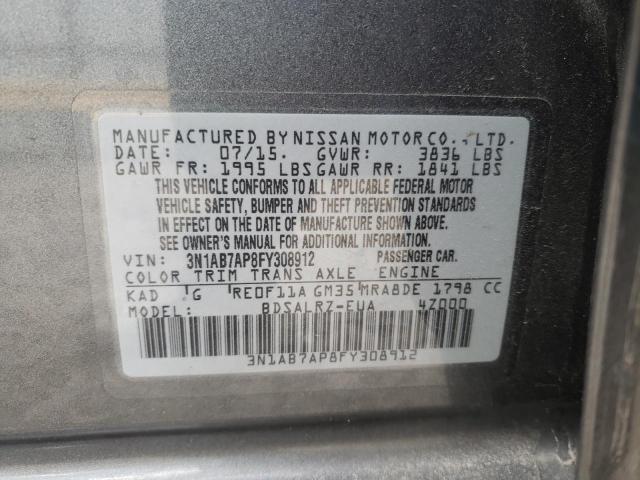 MANUFACTURED BY NISSAN MOTOR CO., LTD.
DATE: 07/15. GVWR: 3836 LBS
GAWR FR: 1995 LBS GAWR RR: 1841 LBS
THIS VEHICLE CONFORMS TO ALL APPLICABLE FEDERAL MOTOR
VEHICLE SAFETY, BUMPER AND THEFT PREVENTION STANDARDS
IN EFFECT ON THE DATE OF MANUFACTURE SHOWN ABOVE.
SEE OWNER'S MANUAL FOR ADDITIONAL INFORMATION.
VIN: 3N1AB7AP8FY308912 PASSENGER CAR.
COLOR TRIM TRANS AXLE ENGINE
KAD G RE0F11A GM35 MRA8DE 1798 CC
BDSALRZ-EUA 4Z000
3N1AB7AP8FY308912